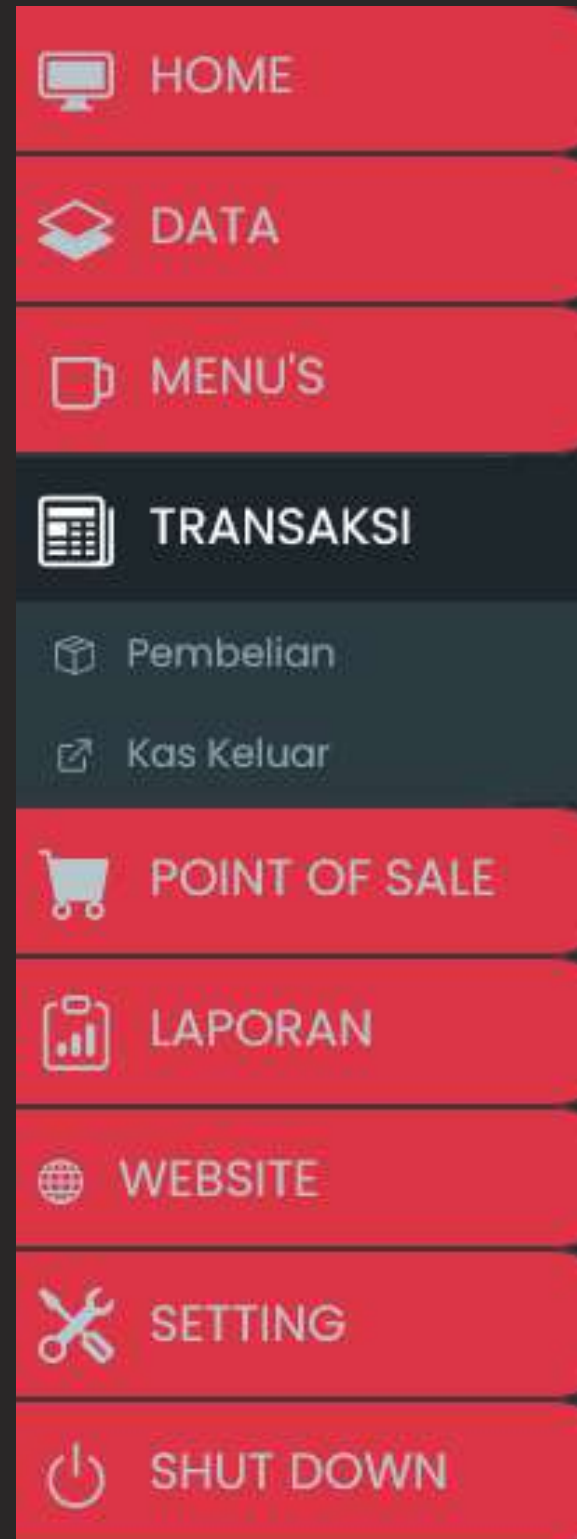 HOME
DATA
MENU'S
TRANSAKSI
Pembelian
Kas Keluar
POINT OF SALE
LAPORAN
WEBSITE
SETTING
SHUT DOWN